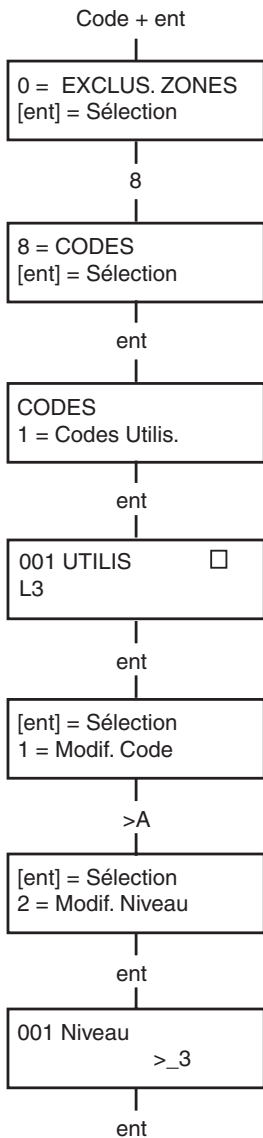 Code + ent
0 = EXCLUS. ZONES
[ent] = Sélection
8
8 = CODES
[ent] = Sélection
ent
CODES
1 = Codes Utilis.
ent
001 UTILIS □
L3
ent
[ent] = Sélection
1 = Modif. Code
>A
[ent] = Sélection
2 = Modif. Niveau
ent
001 Niveau
>_3
ent